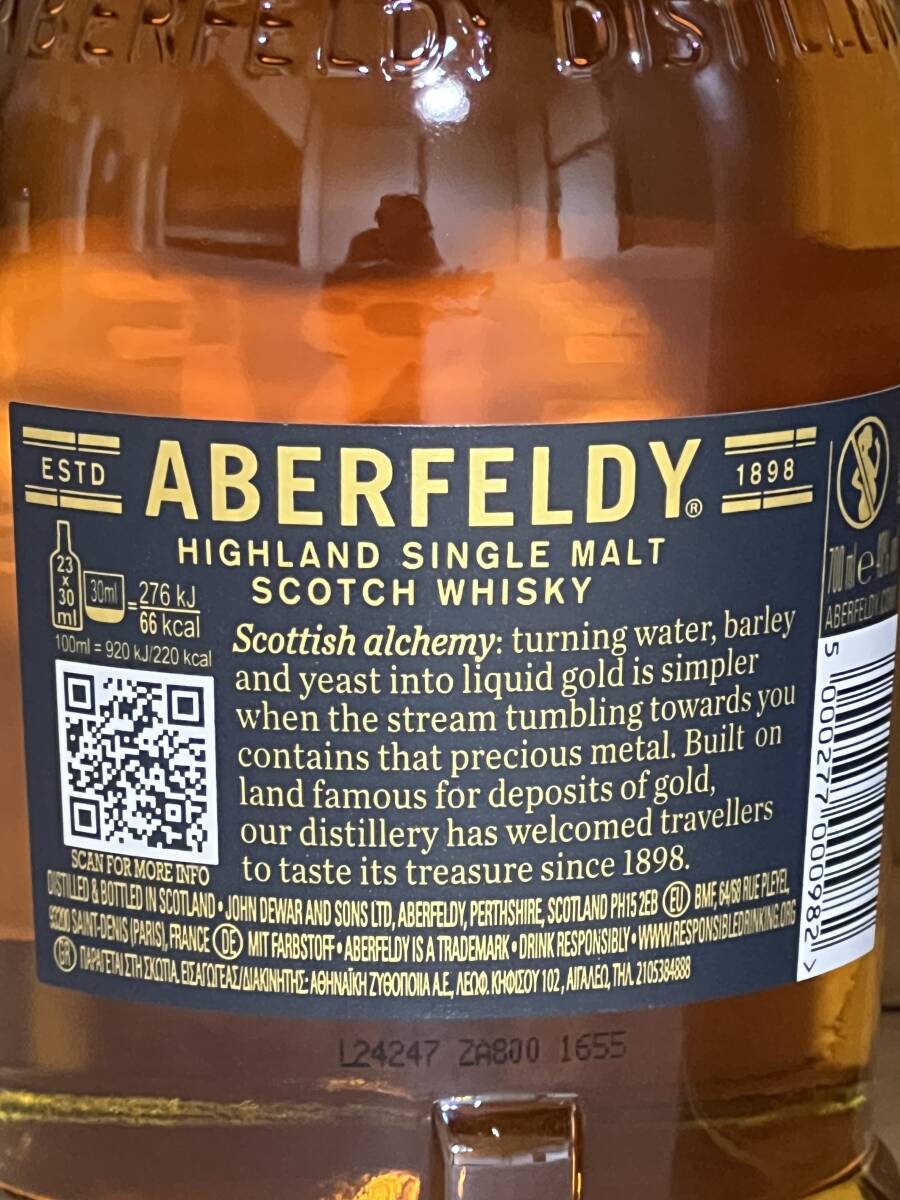 ABERFELDY DISTILL
ESTD
ABERFELDY®
1898
HIGHLAND SINGLE MALT
SCOTCH WHISKY
23
x
30
ml
30ml
=
276 kJ
66 kcal
100ml = 920 kJ/220 kcal
Scottish alchemy: turning water, barley
and yeast into liquid gold is simpler
when the stream tumbling towards you
contains that precious metal. Built on
land famous for deposits of gold,
our distillery has welcomed travellers
to taste its treasure since 1898.
SCAN FOR MORE INFO
DISTILLED & BOTTLED IN SCOTLAND • JOHN DEWAR AND SONS LTD, ABERFELDY, PERTHSHIRE, SCOTLAND PH15 2EB (EU) BMF, 64/68 RUE PLEYEL,
93200 SAINT-DENIS (PARIS), FRANCE (DE) MIT FARBSTOFF • ABERFELDY IS A TRADEMARK • DRINK RESPONSIBLY • WWW.RESPONSIBLEDRINKING.ORG
(GR) ΠΑΡΑΓΕΤΑΙ ΣΤΗ ΣΚΩΤΙΑ. ΕΙΣΑΓΩΓΕΑΣ/ΔΙΑΚΙΝΗΤΗΣ: ΑΘΗΝΑΪΚΗ ΖΥΘΟΠΟΙΙΑ Α.Ε., ΛΕΩΦ. ΚΗΦΙΣΟΥ 102, ΑΙΓΑΛΕΩ, ΤΗΛ. 2105384888
700 ml e
ABERFELDY.COM
5 000277 000982 >
L24247 ZA800 1655